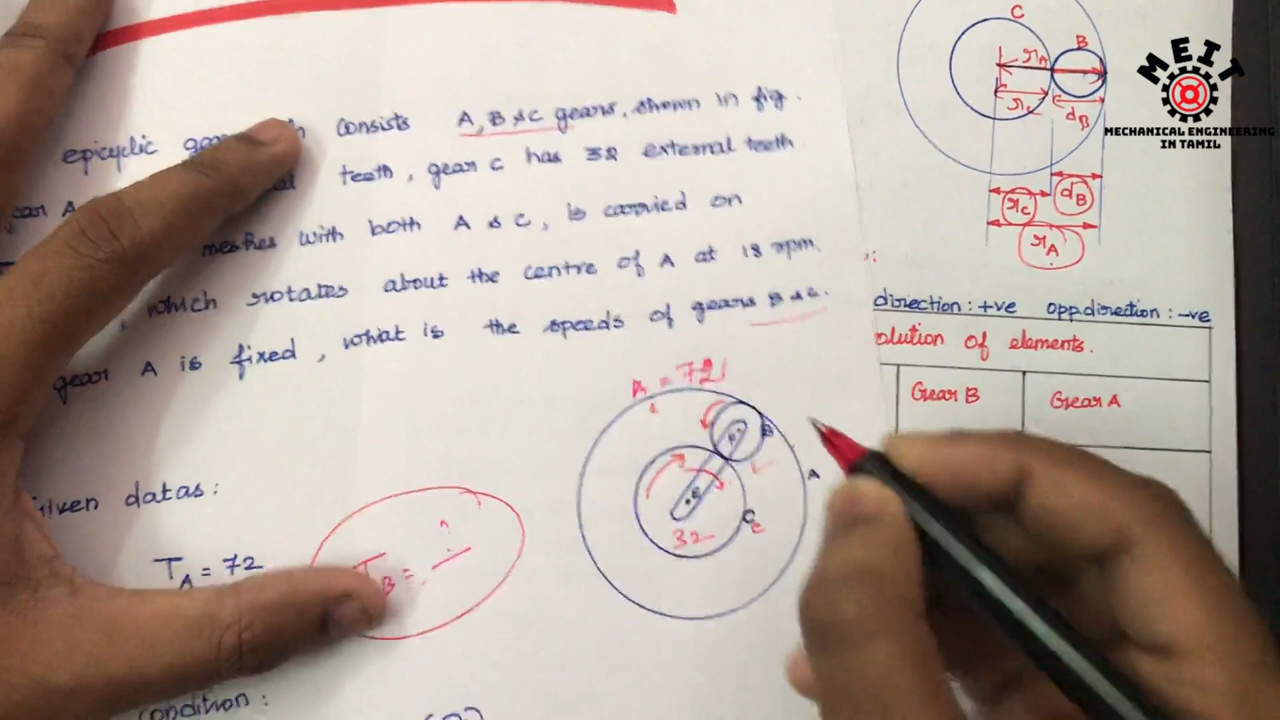 epicyclic consists A, B & C gears, shown in fig.
teeth, gear C has 32 external teeth
meshes with both A & C, is carried on
, which rotates about the centre of A at 18 rpm.
gear A is fixed, what is the speeds of gears B & C.
A = 72
B
A
C
32
datas:
T_A = 72
T_B = ?
condition:
C
B
r_A
r_C
d_B
r_C
d_B
r_A
direction: +ve opp.direction: -ve
of elements.
Gear B Gear A
MEIT
MECHANICAL ENGINEERING
IN TAMIL